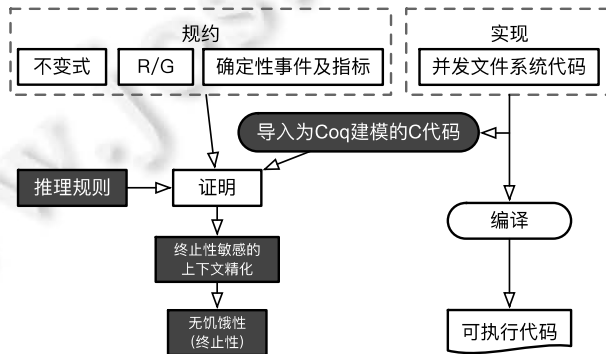 规约
实现
不变式
R/G
确定性事件及指标
并发文件系统代码
导入为Coq建模的C代码
推理规则
证明
编译
终止性敏感的
上下文精化
无饥饿性
(终止性)
可执行代码